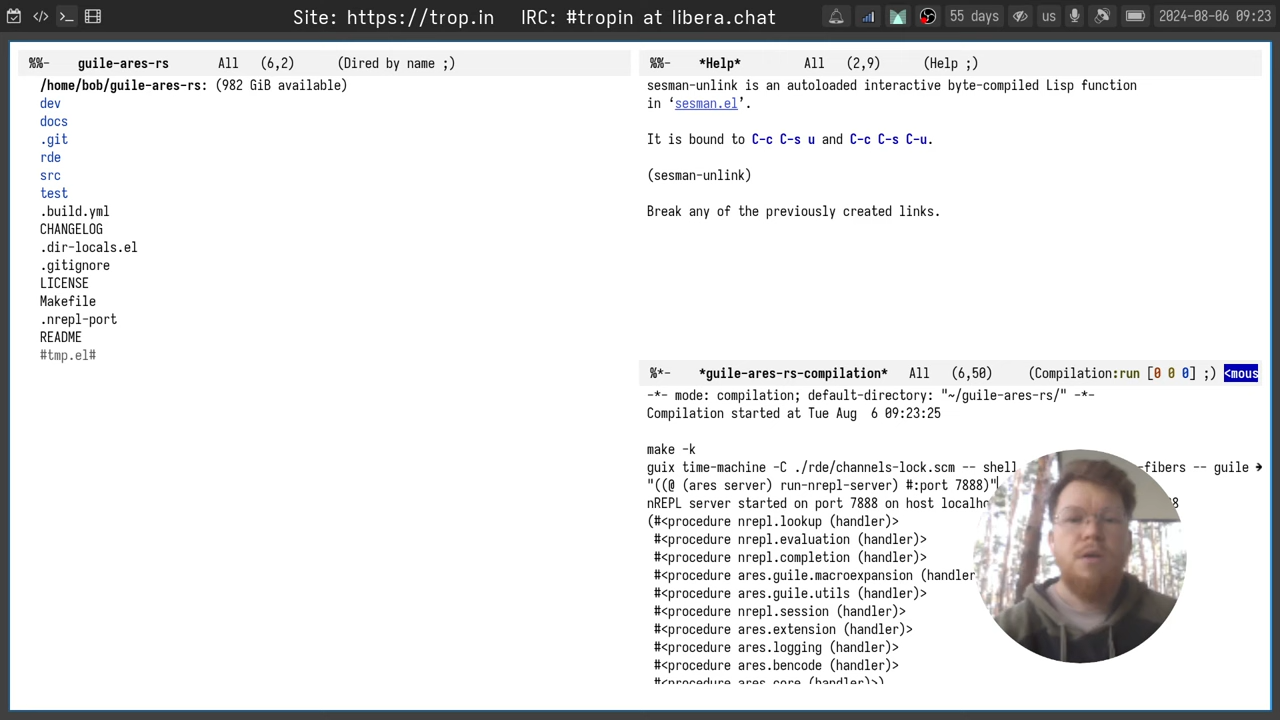 Site: https://trop.in IRC: #tropin at libera.chat
55 days us 2024-08-06 09:23
%%- guile-ares-rs All (6,2) (Dired by name ;)
/home/bob/guile-ares-rs: (982 GiB available)
dev
docs
.git
rde
src
test
.build.yml
CHANGELOG
.dir-locals.el
.gitignore
LICENSE
Makefile
.nrepl-port
README
#tmp.el#
%%- *Help* All (2,9) (Help ;)
sesman-unlink is an autoloaded interactive byte-compiled Lisp function
in ‘sesman.el’.
It is bound to C-c C-s u and C-c C-s C-u.
(sesman-unlink)
Break any of the previously created links.
%*- *guile-ares-rs-compilation* All (6,50) (Compilation:run [0 0 0] ;) <mous
-*- mode: compilation; default-directory: "~/guile-ares-rs/" -*-
Compilation started at Tue Aug 6 09:23:25
make -k
guix time-machine -C ./rde/channels-lock.scm -- shell -fibers -- guile
"((@ (ares server) run-nrepl-server) #:port 7888)"
nREPL server started on port 7888 on host localho
(#<procedure nrepl.lookup (handler)>
#<procedure nrepl.evaluation (handler)>
#<procedure nrepl.completion (handler)>
#<procedure ares.guile.macroexpansion (handler
#<procedure ares.guile.utils (handler)>
#<procedure nrepl.session (handler)>
#<procedure ares.extension (handler)>
#<procedure ares.logging (handler)>
#<procedure ares.bencode (handler)>
#<procedure ares.core (handler)>)